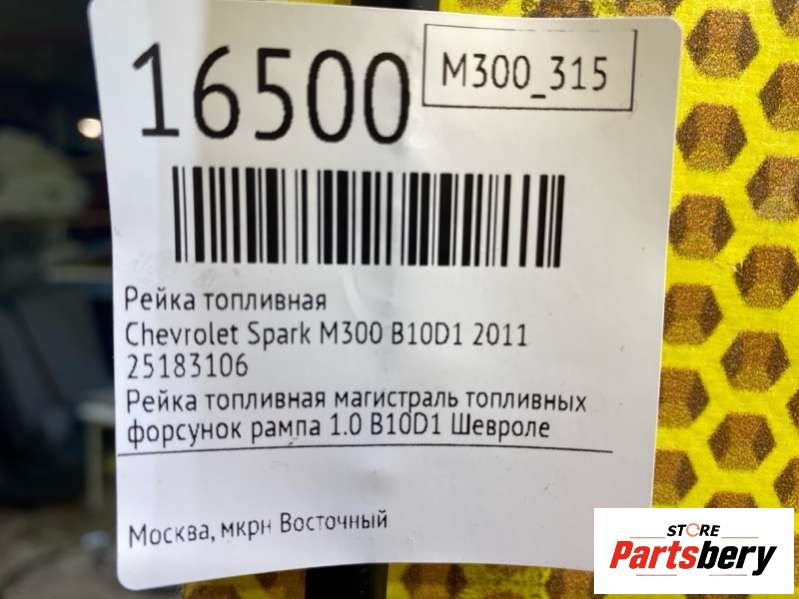 16500
M300_315
Рейка топливная
Chevrolet Spark M300 B10D1 2011
25183106
Рейка топливная магистраль топливных
форсунок рампа 1.0 B10D1 Шевроле
Москва, мкрн Восточный
STORE
Partsbery